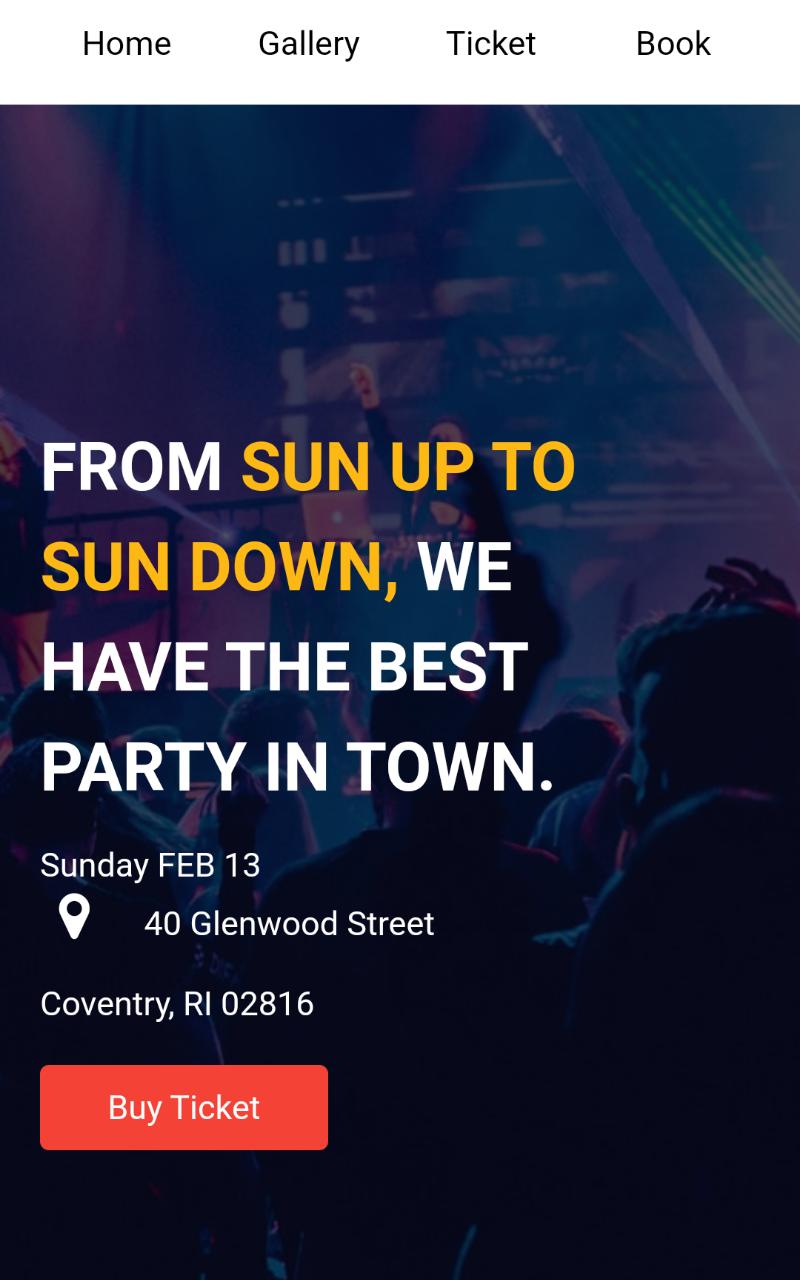 Home Gallery Ticket Book
FROM SUN UP TO
SUN DOWN, WE
HAVE THE BEST
PARTY IN TOWN.
Sunday FEB 13
40 Glenwood Street
Coventry, RI 02816
Buy Ticket